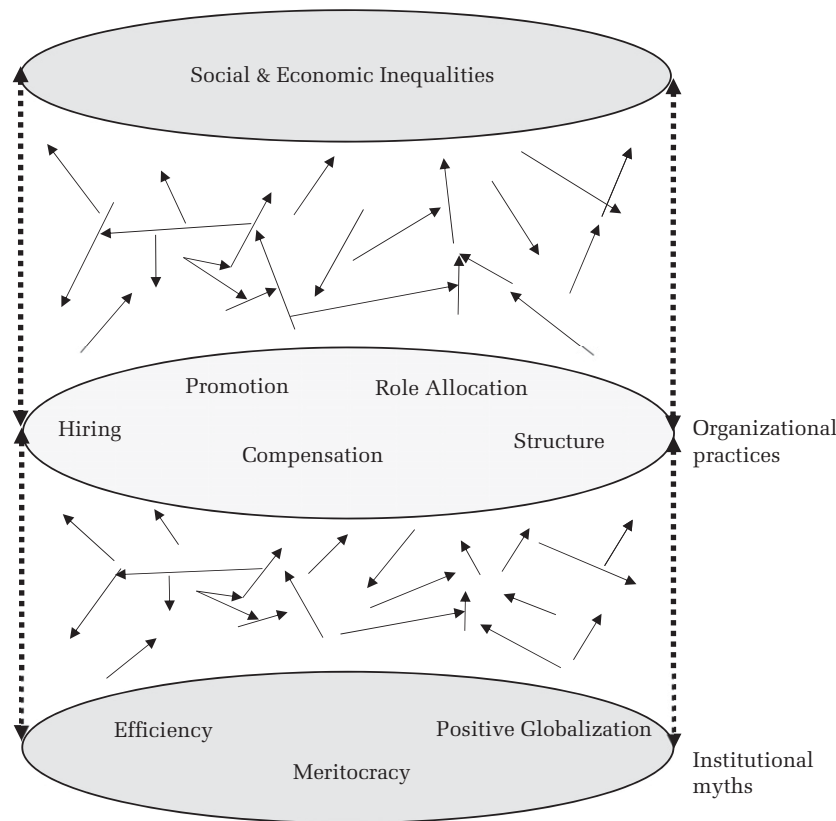 Social & Economic Inequalities
Promotion
Role Allocation
Hiring
Structure
Compensation
Organizational
practices
Efficiency
Positive Globalization
Meritocracy
Institutional
myths